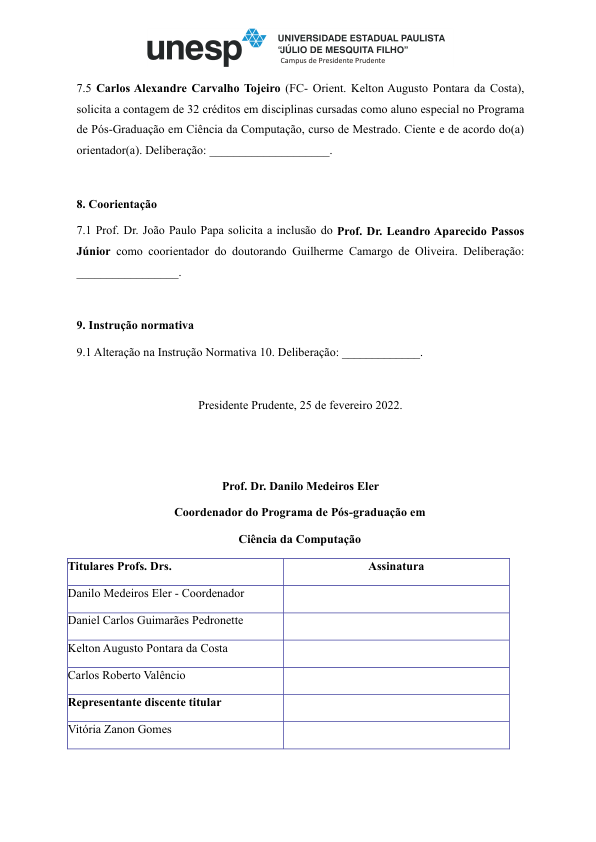 unesp
UNIVERSIDADE ESTADUAL PAULISTA
"JÚLIO DE MESQUITA FILHO"
Campus de Presidente Prudente
7.5 Carlos Alexandre Carvalho Tojeiro (FC- Orient. Kelton Augusto Pontara da Costa),
solicita a contagem de 32 créditos em disciplinas cursadas como aluno especial no Programa
de Pós-Graduação em Ciência da Computação, curso de Mestrado. Ciente e de acordo do(a)
orientador(a). Deliberação: ____________________.
8. Coorientação
7.1 Prof. Dr. João Paulo Papa solicita a inclusão do Prof. Dr. Leandro Aparecido Passos
Júnior como coorientador do doutorando Guilherme Camargo de Oliveira. Deliberação:
_________________.
9. Instrução normativa
9.1 Alteração na Instrução Normativa 10. Deliberação: _____________.
Presidente Prudente, 25 de fevereiro 2022.
Prof. Dr. Danilo Medeiros Eler
Coordenador do Programa de Pós-graduação em
Ciência da Computação
Titulares Profs. Drs. Assinatura
Danilo Medeiros Eler - Coordenador
Daniel Carlos Guimarães Pedronette
Kelton Augusto Pontara da Costa
Carlos Roberto Valêncio
Representante discente titular
Vitória Zanon Gomes